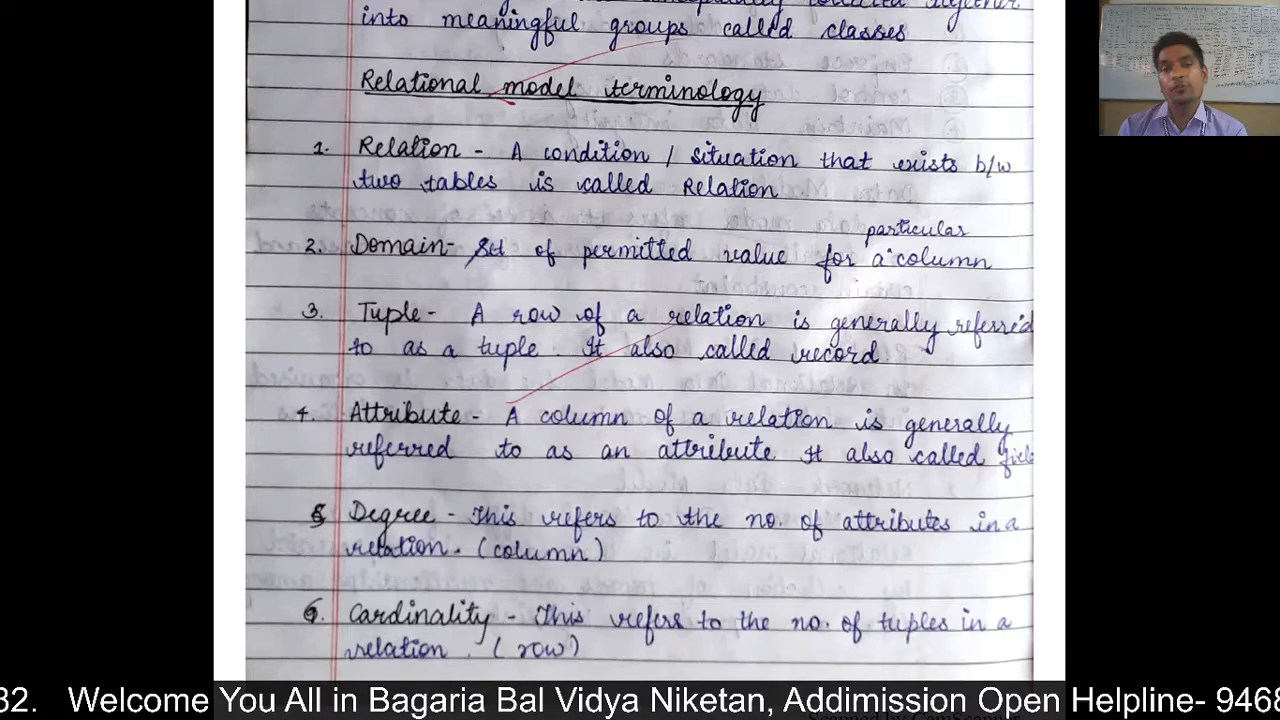 together
into meaningful groups called classes
Relational model terminology
1. Relation - A condition / situation that exists b/w
two tables is called Relation
particular
2. Domain- Set of permitted value for a column
3. Tuple- A row of a relation is generally referred
to as a tuple. It also called record.
4. Attribute - A column of a relation is generally
referred to as an attribute It also called field
5 Degree - This refers to the no. of attributes in a
relation. (column)
6. Cardinality - This refers to the no. of tuples in a
relation. (row)
32. Welcome You All in Bagaria Bal Vidya Niketan, Addimission Open Helpline- 9468